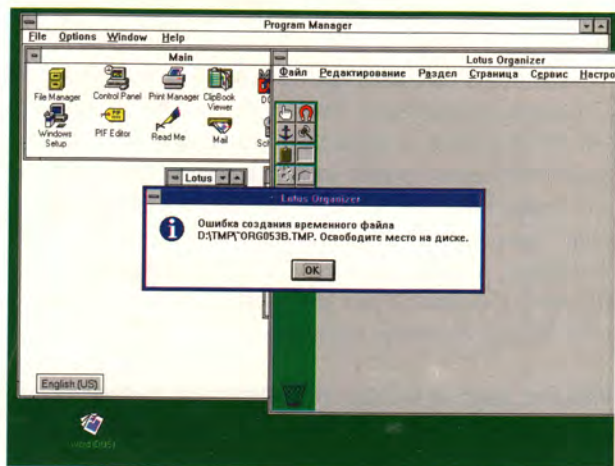 Program Manager
File Options Window Help
Main
File Manager
Control Panel
Print Manager
ClipBook Viewer
Windows Setup
PIF Editor
Read Me
Mail
Lotus
Lotus Organizer
Файл Редактирование Раздел Страница Сервис
Lotus Organizer
Ошибка создания временного файла
D:\TMP\~ORG053B.TMP. Освободите место на диске.
OK
English (US)